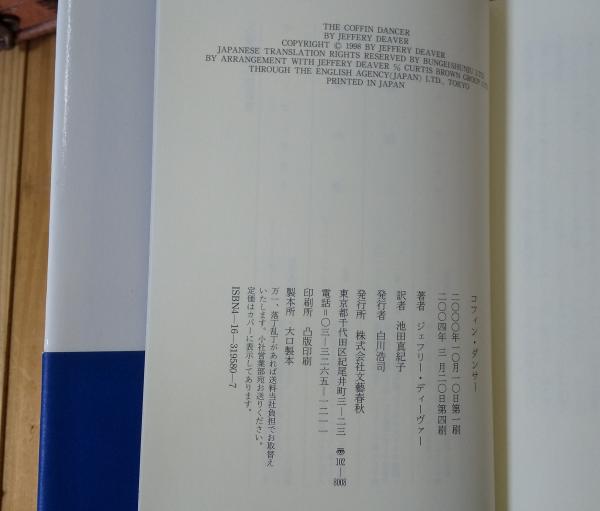 THE COFFIN DANCER
BY JEFFERY DEAVER
COPYRIGHT © 1998 BY JEFFERY DEAVER
JAPANESE TRANSLATION RIGHTS RESERVED BY BUNGEISHUNJU LTD.
BY ARRANGEMENT WITH JEFFERY DEAVER ℅ CURTIS BROWN GROUP LTD.
THROUGH THE ENGLISH AGENCY(JAPAN) LTD., TOKYO
PRINTED IN JAPAN
コフィン・ダンサー
二〇〇〇年一〇月一〇日第一刷
二〇〇四年 三月二〇日第四刷
著者 ジェフリー・ディーヴァー
訳者 池田真紀子
発行者 白川浩司
発行所 株式会社文藝春秋
東京都千代田区紀尾井町三―二三 〠102―8008
電話=〇三―三二六五―一二一一
印刷所 凸版印刷
製本所 大口製本
万一、落丁乱丁があれば送料当社負担でお取替え
いたします。小社営業部宛お送りください。
定価はカバーに表示してあります。
ISBN4―16―319580―7